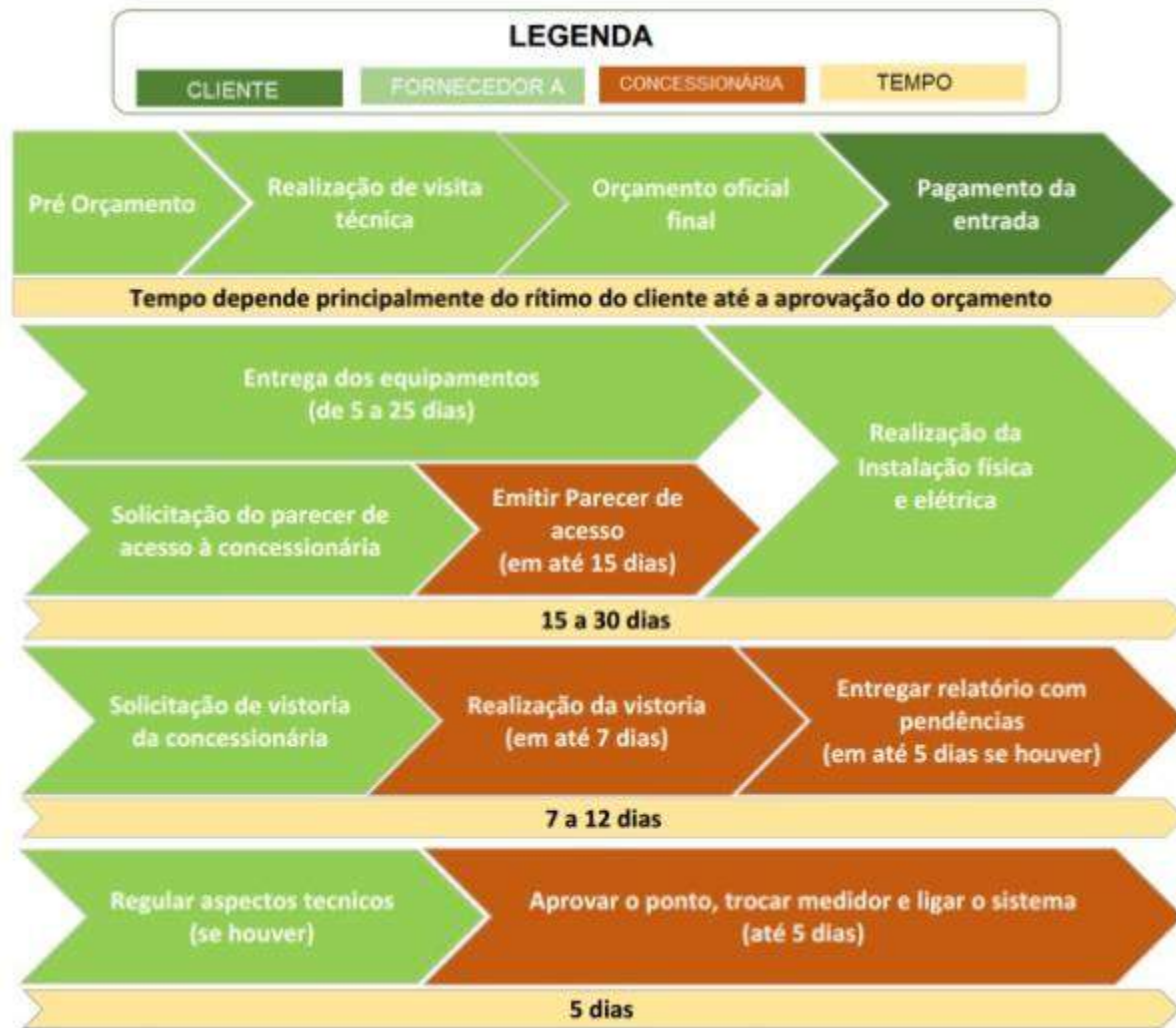 LEGENDA
CLIENTE
FORNECEDOR A
CONCESSIONÁRIA
TEMPO
Pré Orçamento
Realização de visita
técnica
Orçamento oficial
final
Pagamento da
entrada
Tempo depende principalmente do rítimo do cliente até a aprovação do orçamento
Entrega dos equipamentos
(de 5 a 25 dias)
Solicitação do parecer de
acesso à concessionária
Emitir Parecer de
acesso
(em até 15 dias)
Realização da
Instalação física
e elétrica
15 a 30 dias
Solicitação de vistoria
da concessionária
Realização da vistoria
(em até 7 dias)
Entregar relatório com
pendências
(em até 5 dias se houver)
7 a 12 dias
Regular aspectos tecnicos
(se houver)
Aprovar o ponto, trocar medidor e ligar o sistema
(até 5 dias)
5 dias